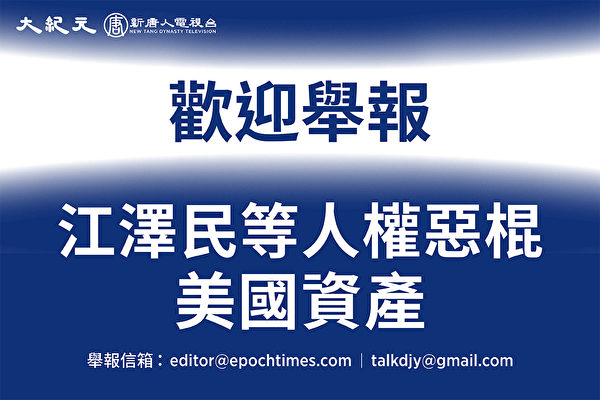 大紀元 唐 新唐人電視台
NEW TANG DYNASTY TELEVISION
歡迎舉報
江澤民等人權惡棍
美國資產
舉報信箱：editor@epochtimes.com｜talkdjy@gmail.com